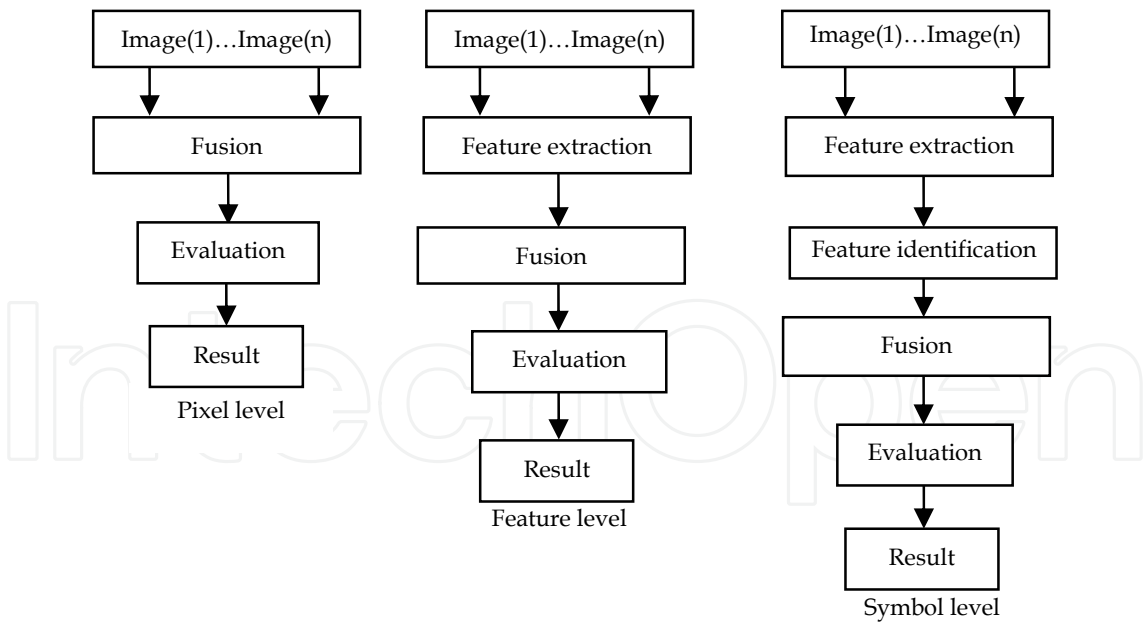 Image(1)…Image(n)
Fusion
Evaluation
Result
Pixel level
Image(1)…Image(n)
Feature extraction
Fusion
Evaluation
Result
Feature level
Image(1)…Image(n)
Feature extraction
Feature identification
Fusion
Evaluation
Result
Symbol level
IntechOpen